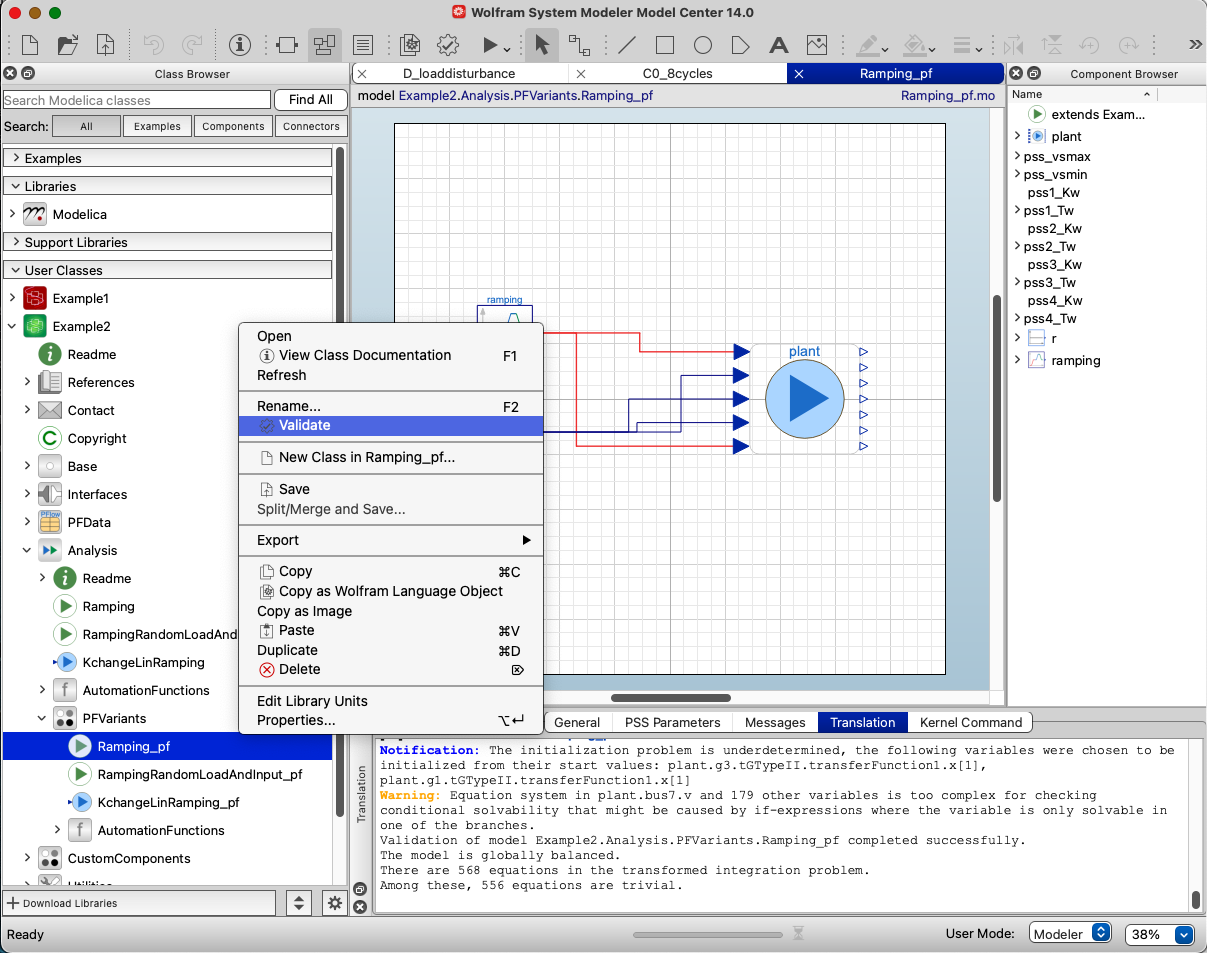 Wolfram System Modeler Model Center 14.0
Class Browser
D_loaddisturbance
C0_8cycles
Ramping_pf
Component Browser
Search Modelica classes
Find All
model Example2.Analysis.PFVariants.Ramping_pf
Ramping_pf.mo
Name
Search:
All
Examples
Components
Connectors
Examples
Libraries
Modelica
Support Libraries
User Classes
Example1
Example2
Readme
References
Contact
Copyright
Base
Interfaces
PFData
Analysis
Readme
Ramping
RampingRandomLoadAnd
KchangeLinRamping
AutomationFunctions
PFVariants
Ramping_pf
RampingRandomLoadAndInput_pf
KchangeLinRamping_pf
AutomationFunctions
CustomComponents
Download Libraries
Ready
Open
View Class Documentation F1
Refresh
Rename... F2
Validate
New Class in Ramping_pf...
Save
Split/Merge and Save...
Export
Copy ⌘C
Copy as Wolfram Language Object
Copy as Image
Paste ⌘V
Duplicate ⌘D
Delete ⌦
Edit Library Units
Properties... ⌥↩
ramping
plant
extends Exam...
plant
pss_vsmax
pss_vsmin
pss1_Kw
pss1_Tw
pss2_Kw
pss2_Tw
pss3_Kw
pss3_Tw
pss4_Kw
pss4_Tw
r
ramping
General
PSS Parameters
Messages
Translation
Kernel Command
Translation
Notification: The initialization problem is underdetermined, the following variables were chosen to be
initialized from their start values: plant.g3.tGTypeII.transferFunction1.x[1],
plant.g1.tGTypeII.transferFunction1.x[1]
Warning: Equation system in plant.bus7.v and 179 other variables is too complex for checking
conditional solvability that might be caused by if-expressions where the variable is only solvable in
one of the branches.
Validation of model Example2.Analysis.PFVariants.Ramping_pf completed successfully.
The model is globally balanced.
There are 568 equations in the transformed integration problem.
Among these, 556 equations are trivial.
User Mode:
Modeler
38%